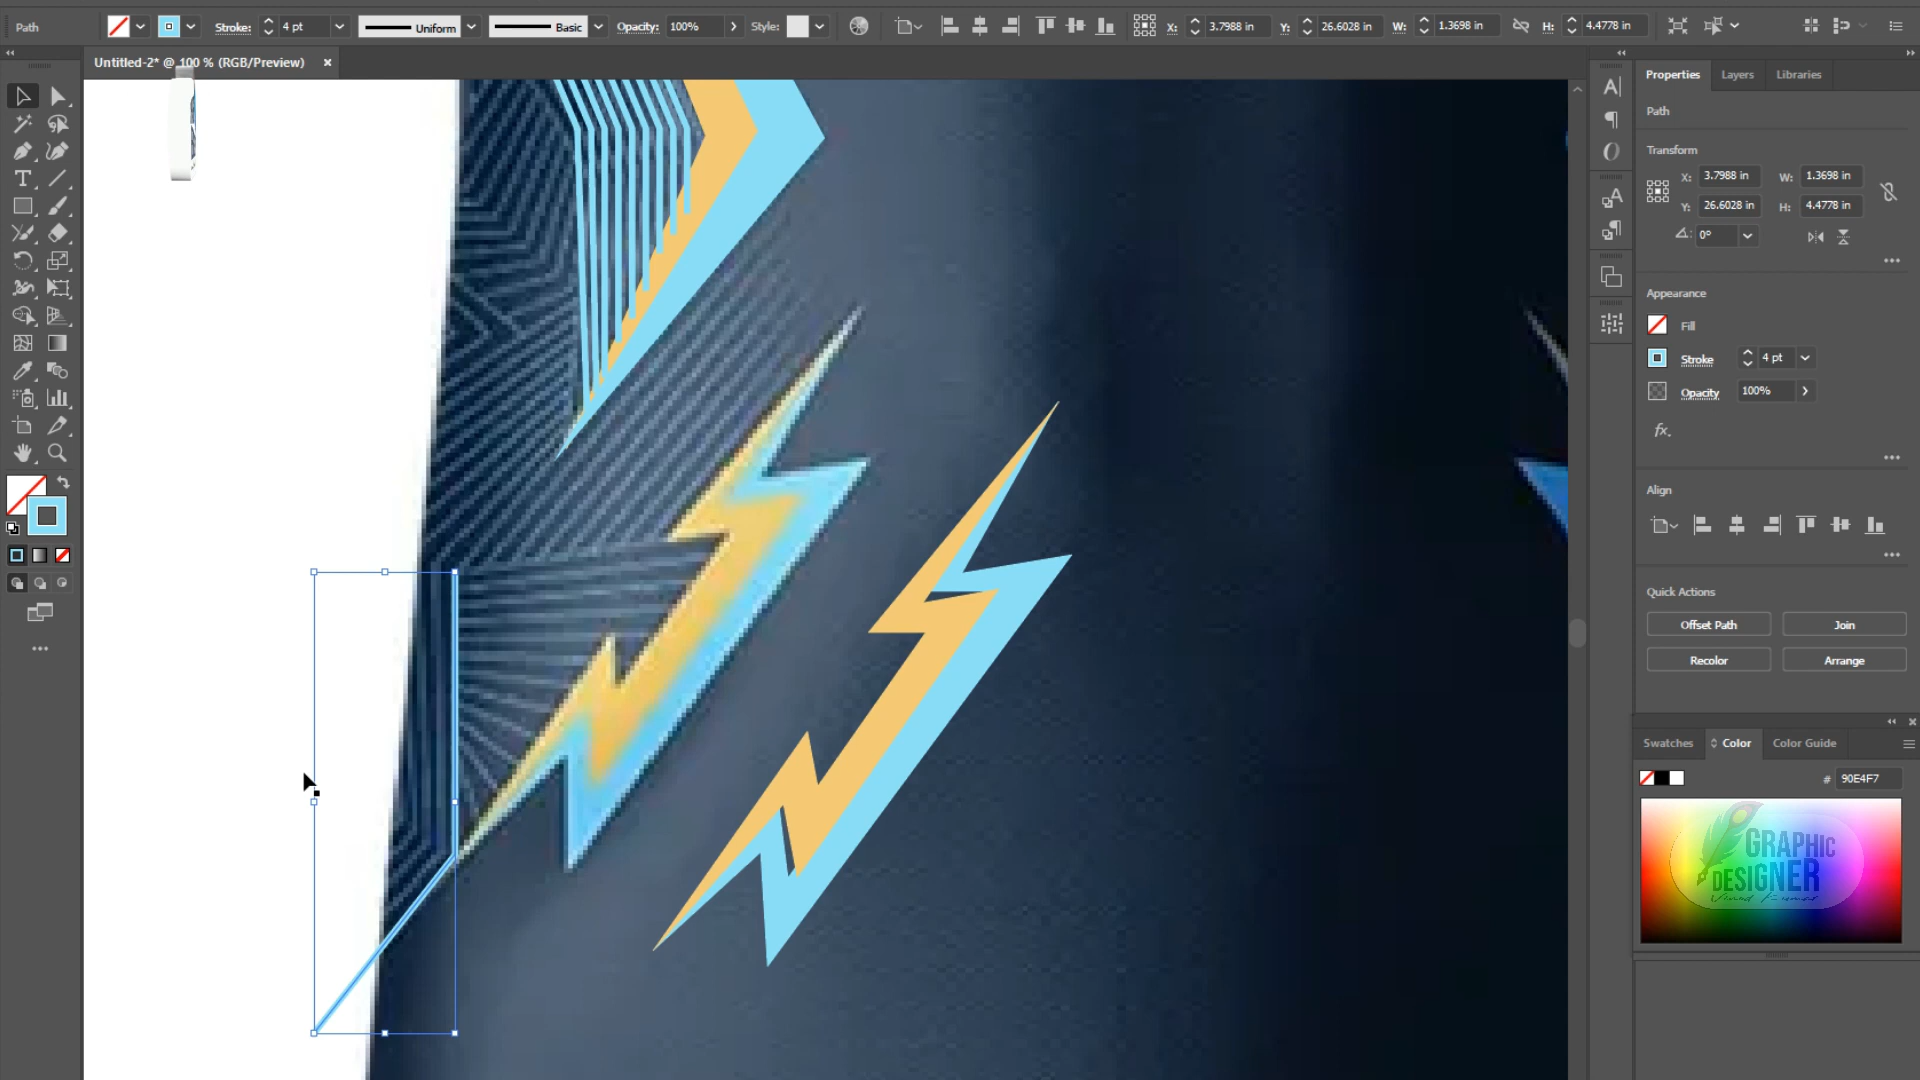 Path
Stroke:
4 pt
Uniform
Basic
Opacity:
100%
Style:
X:
3.7988 in
Y:
26.6028 in
W:
1.3698 in
H:
4.4778 in
Untitled-2* @ 100 % (RGB/Preview)
Properties
Layers
Libraries
Path
Transform
X:
3.7988 in
W:
1.3698 in
Y:
26.6028 in
H:
4.4778 in
0°
Appearance
Fill
Stroke
4 pt
Opacity
100%
fx.
Align
Quick Actions
Offset Path
Join
Recolor
Arrange
Swatches
Color
Color Guide
#
90E4F7
GRAPHIC
DESIGNER
Vinod Kumar